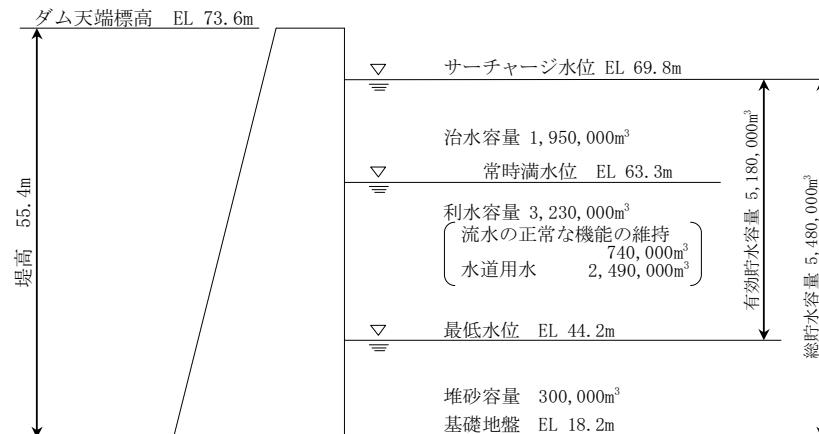 ダム天端標高 EL 73.6m
サーチャージ水位 EL 69.8m
治水容量 1,950,000m³
常時満水位 EL 63.3m
利水容量 3,230,000m³
流水の正常な機能の維持
740,000m³
水道用水 2,490,000m³
最低水位 EL 44.2m
堆砂容量 300,000m³
基礎地盤 EL 18.2m
堤高 55.4m
有効貯水容量 5,180,000m³
総貯水容量 5,480,000m³